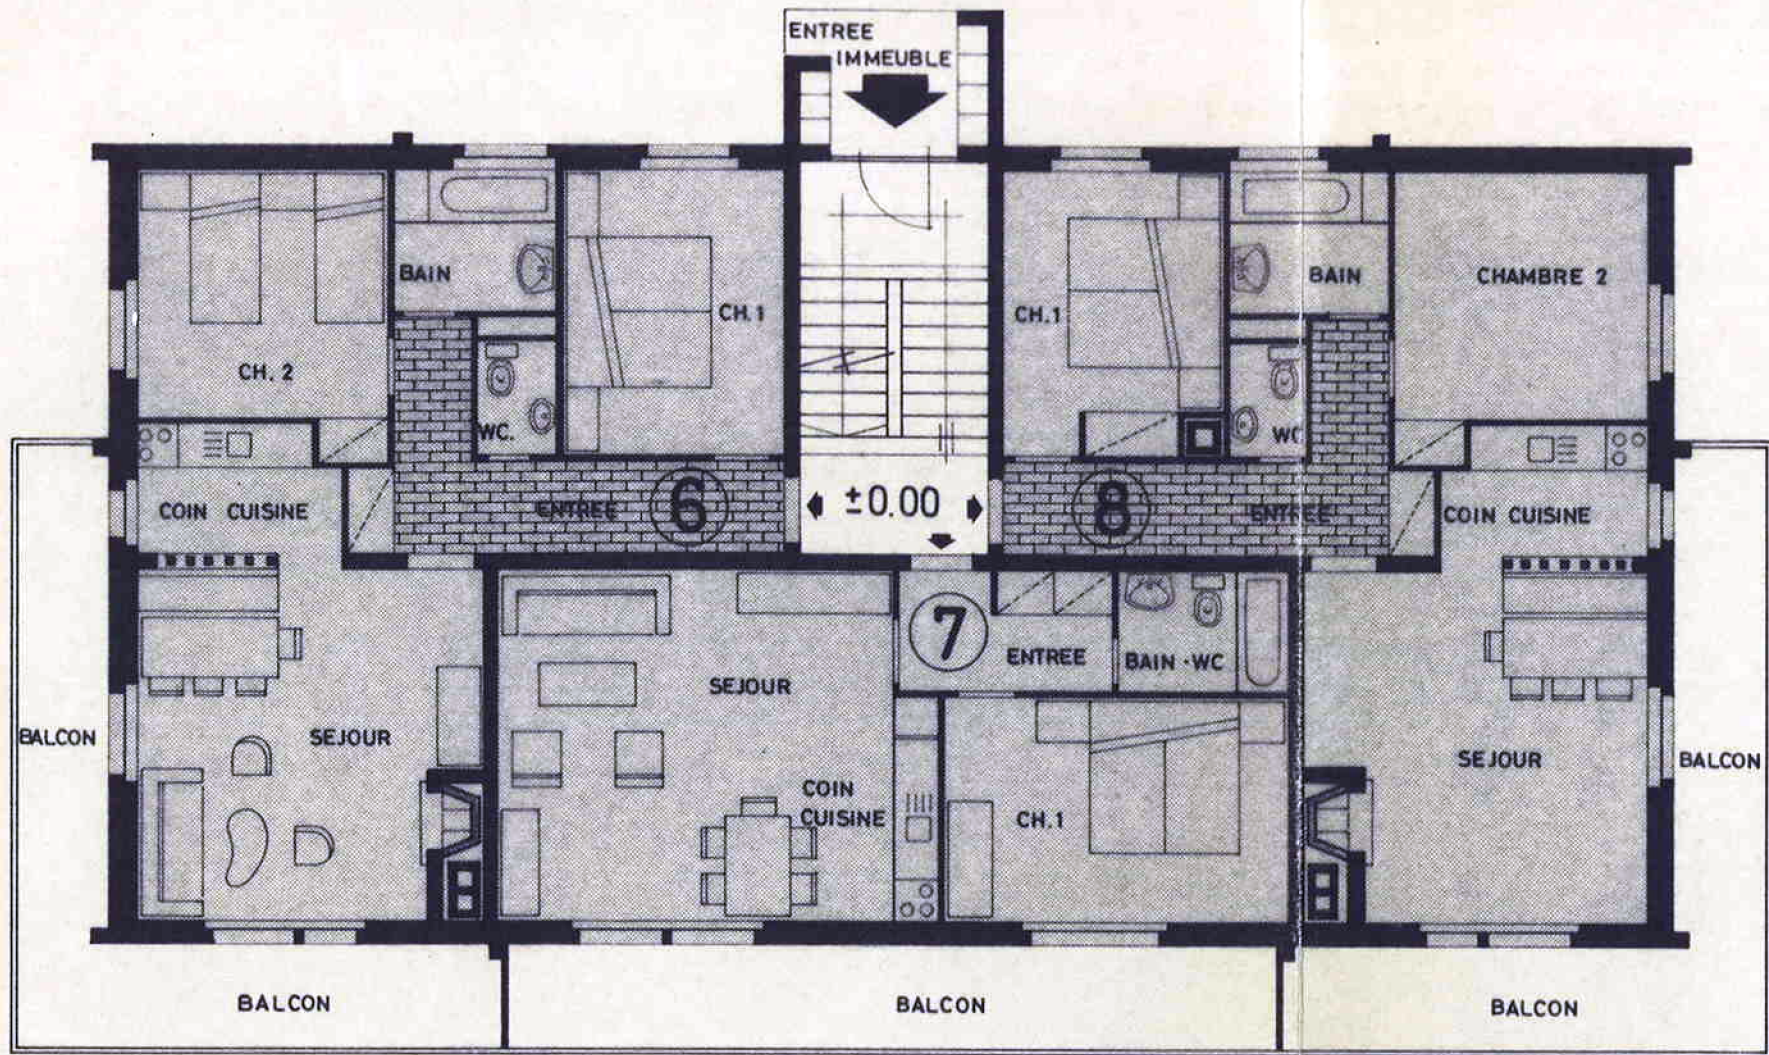 ENTREE
IMMEUBLE
BAIN
CH. 1
CH. 1
BAIN
CHAMBRE 2
CH. 2
WC.
WC
COIN CUISINE
ENTREE
6
±0.00
8
ENTREE
COIN CUISINE
7
ENTREE
BAIN - WC
SEJOUR
BALCON
SEJOUR
SEJOUR
BALCON
COIN
CUISINE
CH. 1
BALCON
BALCON
BALCON